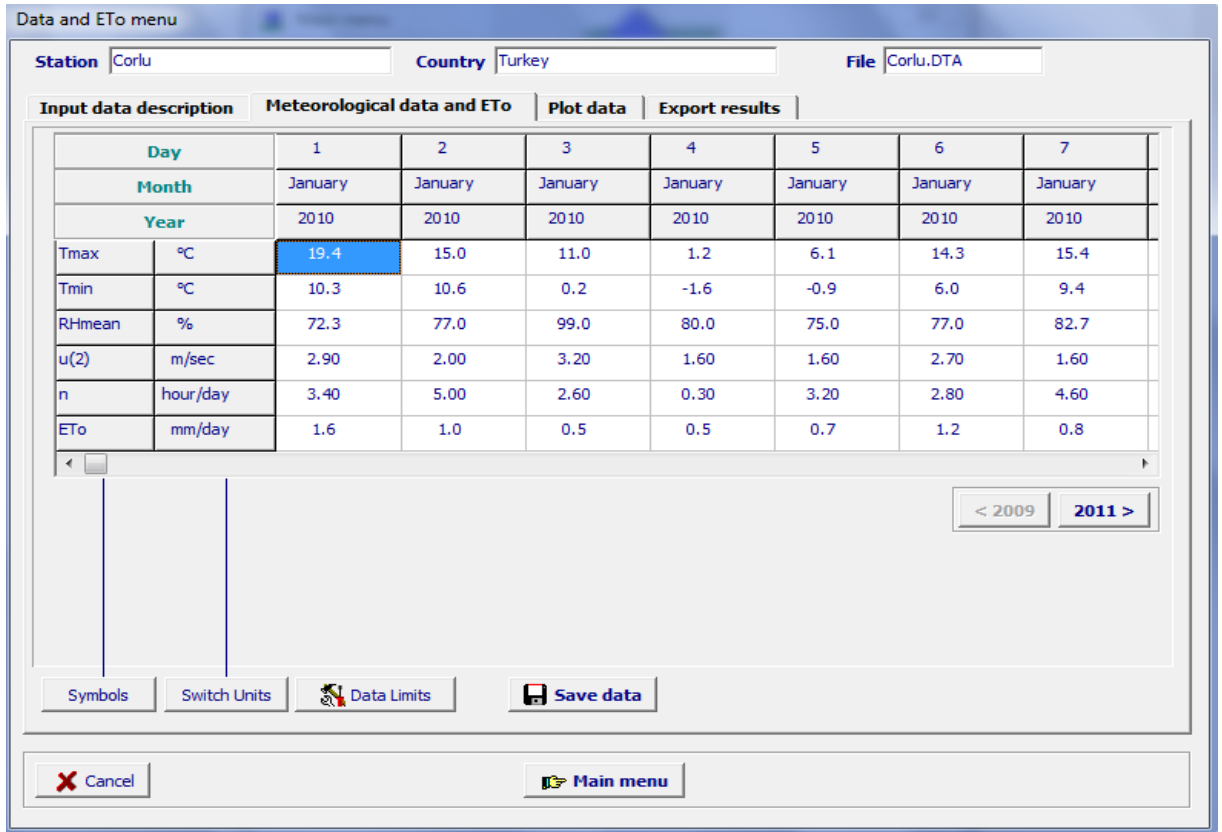 Data and ETo menu
Station Corlu Country Turkey File Corlu.DTA
Input data description Meteorological data and ETo Plot data Export results
Day 1 2 3 4 5 6 7
Month January January January January January January January
Year 2010 2010 2010 2010 2010 2010 2010
Tmax ºC 19.4 15.0 11.0 1.2 6.1 14.3 15.4
Tmin ºC 10.3 10.6 0.2 -1.6 -0.9 6.0 9.4
RHmean % 72.3 77.0 99.0 80.0 75.0 77.0 82.7
u(2) m/sec 2.90 2.00 3.20 1.60 1.60 2.70 1.60
n hour/day 3.40 5.00 2.60 0.30 3.20 2.80 4.60
ETo mm/day 1.6 1.0 0.5 0.5 0.7 1.2 0.8
< 2009 2011 >
Symbols Switch Units Data Limits Save data
Cancel Main menu